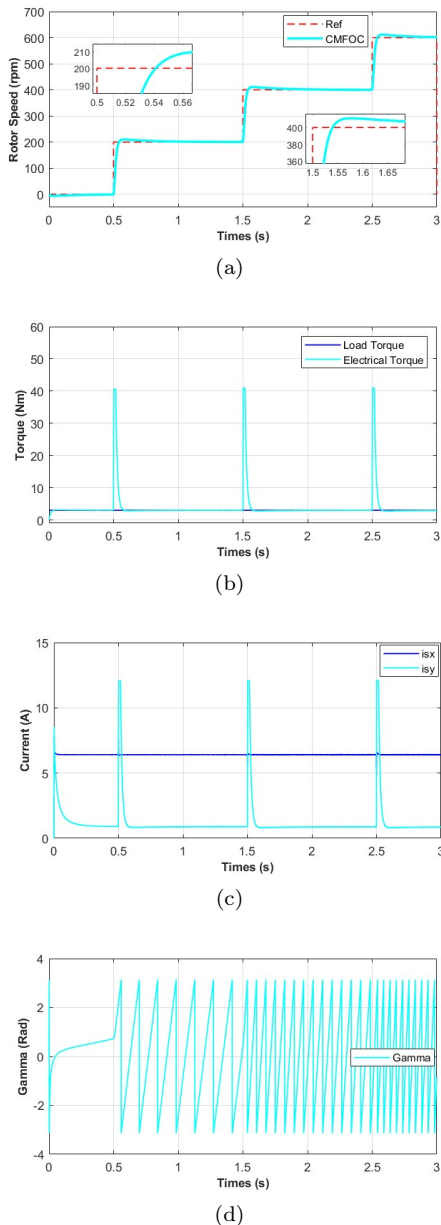 700
600
500
400
300
200
100
0
Rotor Speed (rpm)
210
200
190
0.5 0.52 0.54 0.56
Ref
CMFOC
400
380
360
1.5 1.55 1.6 1.65
0 0.5 1 1.5 2 2.5 3
Times (s)
(a)
60
50
40
30
20
10
0
Torque (Nm)
Load Torque
Electrical Torque
0 0.5 1 1.5 2 2.5 3
Times (s)
(b)
15
10
5
0
Current (A)
isx
isy
0 0.5 1 1.5 2 2.5 3
Times (s)
(c)
4
2
0
-2
-4
Gamma (Rad)
Gamma
0 0.5 1 1.5 2 2.5 3
Times (s)
(d)